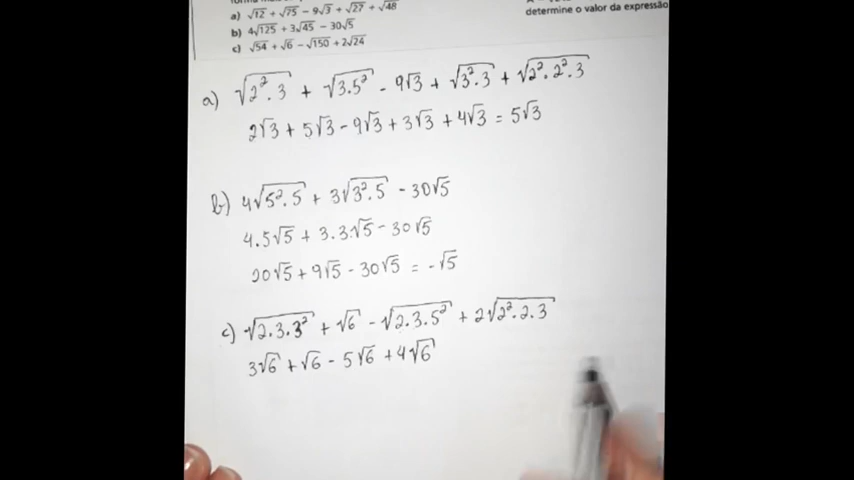 a) √12 + √75 − 9√3 + √27 + √48
b) 4√125 + 3√45 − 30√5
c) √54 + √6 − √150 + 2√24
determine o valor da expressão
a) √2².3 + √3.5² − 9√3 + √3².3 + √2².2².3
2√3 + 5√3 − 9√3 + 3√3 + 4√3 = 5√3
b) 4√5².5 + 3√3².5 − 30√5
4.5√5 + 3.3.√5 − 30√5
20√5 + 9√5 − 30√5 = −√5
c) √2.3.3² + √6 − √2.3.5² + 2√2².2.3
3√6 + √6 − 5√6 + 4√6